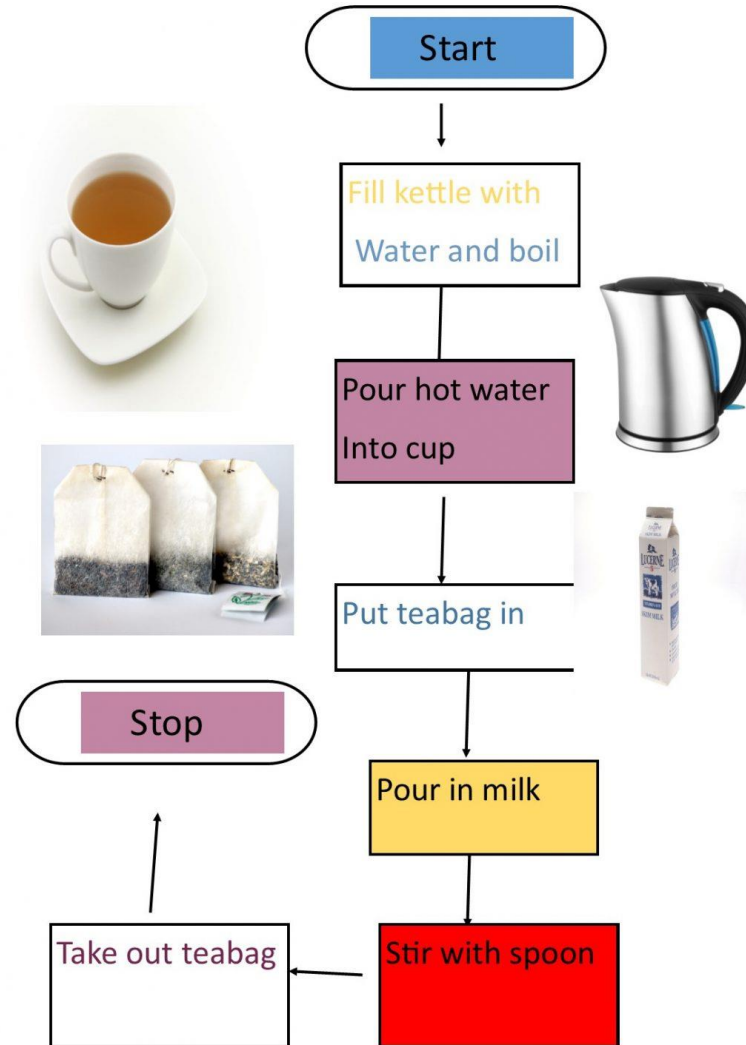 Start
Fill kettle with
Water and boil
Pour hot water
Into cup
Put teabag in
LUCERNE
Pour in milk
Stir with spoon
Take out teabag
Stop